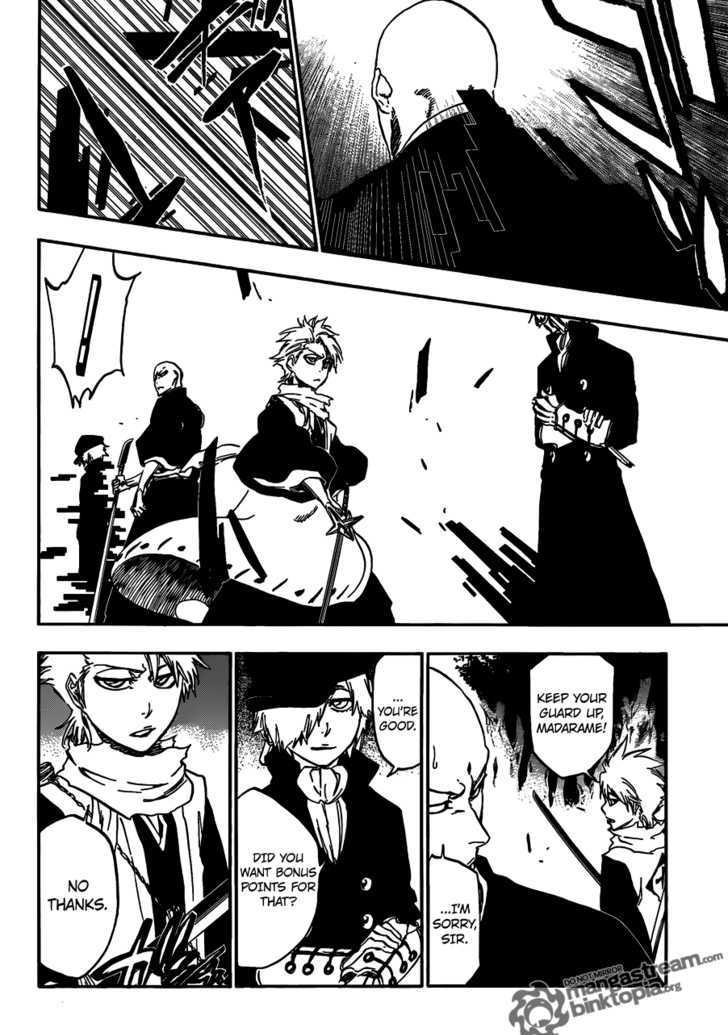 KEEP YOUR
GUARD UP,
MADARAME!
...I'M
SORRY,
SIR.
...
YOU'RE
GOOD.
DID YOU
WANT BONUS
POINTS FOR
THAT?
NO
THANKS.
DO NOT MIRROR
mangastream.com
binktopia.org